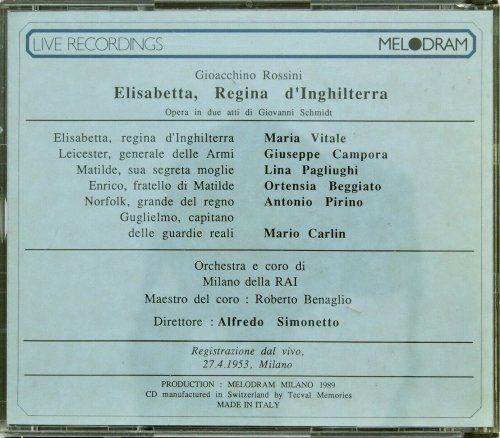 LIVE RECORDINGS MELODRAM
Gioacchino Rossini
Elisabetta, Regina d'Inghilterra
Opera in due atti di Giovanni Schmidt
Elisabetta, regina d'Inghilterra Maria Vitale
Leicester, generale delle Armi Giuseppe Campora
Matilde, sua segreta moglie Lina Pagliughi
Enrico, fratello di Matilde Ortensia Beggiato
Norfolk, grande del regno Antonio Pirino
Guglielmo, capitano
delle guardie reali Mario Carlin
Orchestra e coro di
Milano della RAI
Maestro del coro : Roberto Benaglio
Direttore : Alfredo Simonetto
Registrazione dal vivo,
27.4.1953, Milano
PRODUCTION : MELODRAM MILANO 1989
CD manufactured in Switzerland by Tecval Memories
MADE IN ITALY